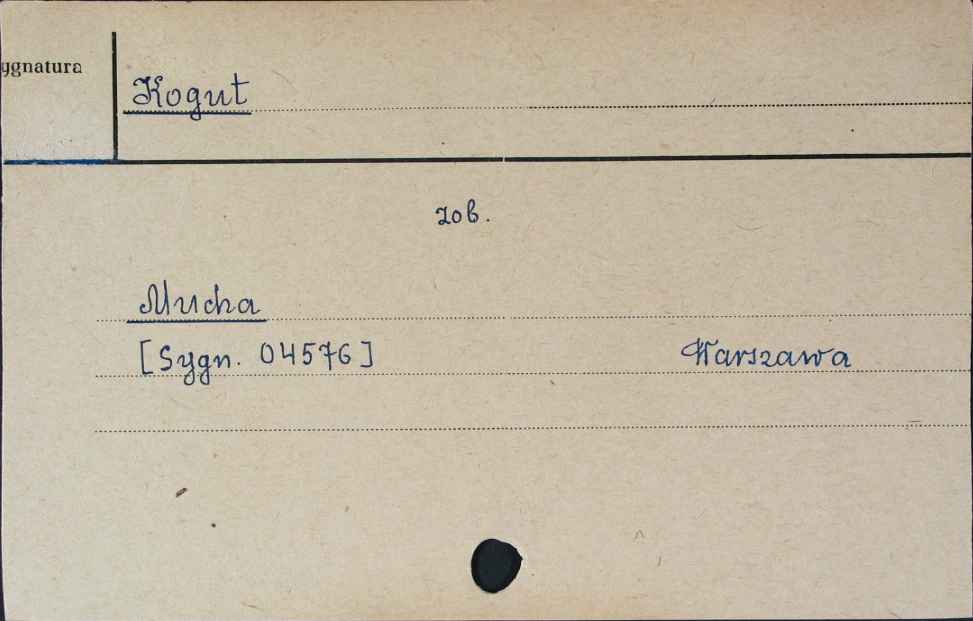 ygnatura
Kogut
zob.
Mucha
[Sygn. 04576] Warszawa